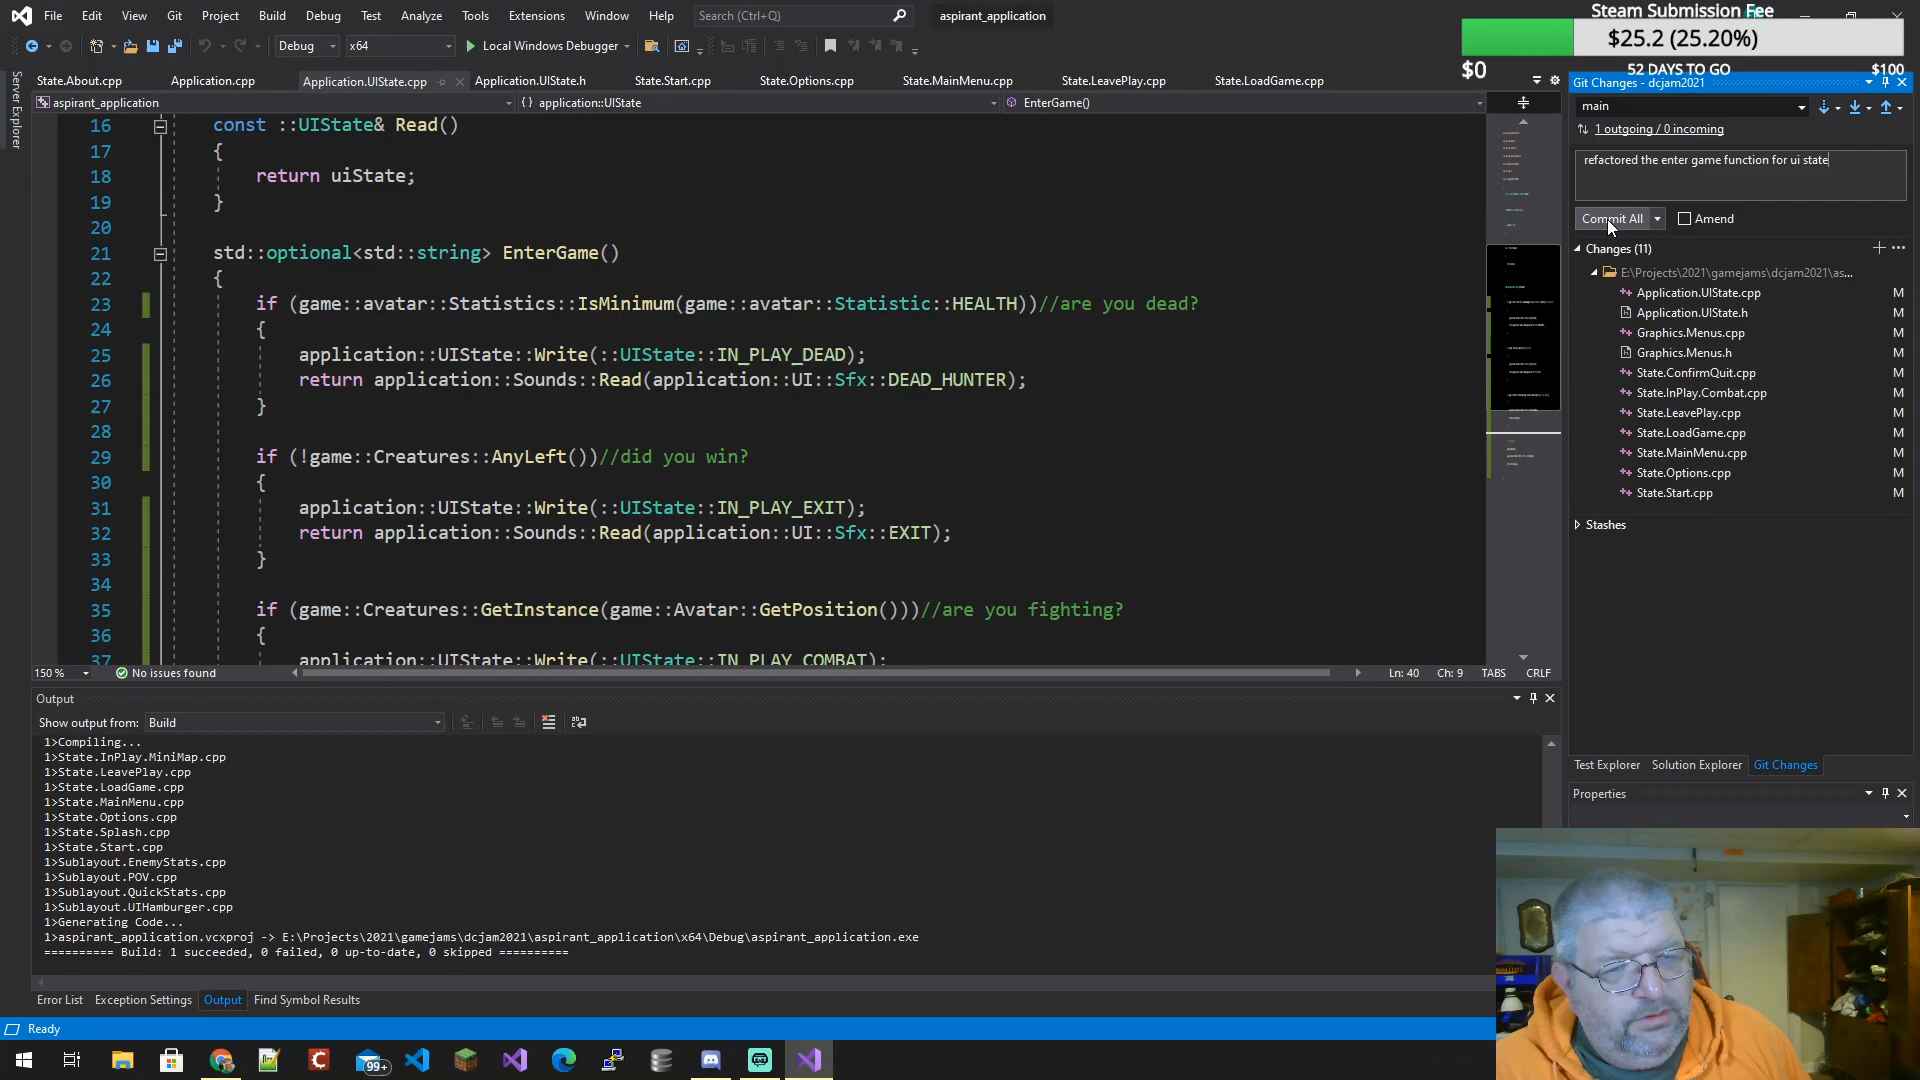 File Edit View Git Project Build Debug Test Analyze Tools Extensions Window Help Search (Ctrl+Q) aspirant_application
Steam Submission Fee
$25.2 (25.20%)
$0 52 DAYS TO GO $100
Debug x64 Local Windows Debugger
Server Explorer
State.About.cpp Application.cpp Application.UIState.cpp Application.UIState.h State.Start.cpp State.Options.cpp State.MainMenu.cpp State.LeavePlay.cpp State.LoadGame.cpp
aspirant_application {} application::UIState EnterGame()
16 const ::UIState& Read()
17 {
18 return uiState;
19 }
20
21 std::optional<std::string> EnterGame()
22 {
23 if (game::avatar::Statistics::IsMinimum(game::avatar::Statistic::HEALTH))//are you dead?
24 {
25 application::UIState::Write(::UIState::IN_PLAY_DEAD);
26 return application::Sounds::Read(application::UI::Sfx::DEAD_HUNTER);
27 }
28
29 if (!game::Creatures::AnyLeft())//did you win?
30 {
31 application::UIState::Write(::UIState::IN_PLAY_EXIT);
32 return application::Sounds::Read(application::UI::Sfx::EXIT);
33 }
34
35 if (game::Creatures::GetInstance(game::Avatar::GetPosition()))//are you fighting?
36 {
37 application::UIState::Write(::UIState::IN_PLAY_COMBAT);
150 % No issues found Ln: 40 Ch: 9 TABS CRLF
Git Changes - dcjam2021
main
1 outgoing / 0 incoming
refactored the enter game function for ui state
Commit All Amend
Changes (11)
E:\Projects\2021\gamejams\dcjam2021\as...
Application.UIState.cpp M
Application.UIState.h M
Graphics.Menus.cpp M
Graphics.Menus.h M
State.ConfirmQuit.cpp M
State.InPlay.Combat.cpp M
State.LeavePlay.cpp M
State.LoadGame.cpp M
State.MainMenu.cpp M
State.Options.cpp M
State.Start.cpp M
Stashes
Test Explorer Solution Explorer Git Changes
Properties
Output
Show output from: Build
1>Compiling...
1>State.InPlay.MiniMap.cpp
1>State.LeavePlay.cpp
1>State.LoadGame.cpp
1>State.MainMenu.cpp
1>State.Options.cpp
1>State.Splash.cpp
1>State.Start.cpp
1>Sublayout.EnemyStats.cpp
1>Sublayout.POV.cpp
1>Sublayout.QuickStats.cpp
1>Sublayout.UIHamburger.cpp
1>Generating Code...
1>aspirant_application.vcxproj -> E:\Projects\2021\gamejams\dcjam2021\aspirant_application\x64\Debug\aspirant_application.exe
========== Build: 1 succeeded, 0 failed, 0 up-to-date, 0 skipped ==========
Error List Exception Settings Output Find Symbol Results
Ready
99+